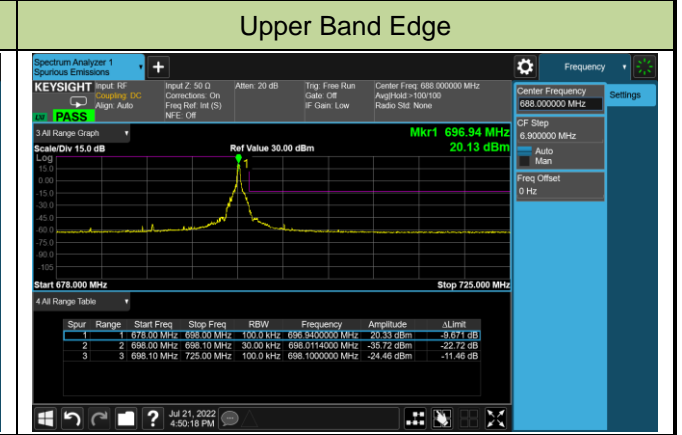 Upper Band Edge
Spectrum Analyzer 1
Spurious Emissions
Frequency
KEYSIGHT
Input: RF
Coupling: DC
Align: Auto
Input Z: 50 Ω
Corrections: On
Freq Ref: Int (S)
NFE: Off
Atten: 20 dB
Trig: Free Run
Gate: Off
IF Gain: Low
Center Freq: 688.000000 MHz
Avg|Hold:>100/100
Radio Std: None
PASS
Center Frequency
688.000000 MHz
Settings
CF Step
6.900000 MHz
Auto
Man
Freq Offset
0 Hz
3 All Range Graph
Mkr1 696.94 MHz
Scale/Div 15.0 dB
Ref Value 30.00 dBm
20.13 dBm
Log
1
15.0
0.00
-15.0
-30.0
-45.0
-60.0
-75.0
-90.0
-105
Start 678.000 MHz
Stop 725.000 MHz
4 All Range Table
Spur Range Start Freq Stop Freq RBW Frequency Amplitude ΔLimit
1 1 678.00 MHz 698.00 MHz 100.0 kHz 696.9400000 MHz 20.33 dBm -9.671 dB
2 2 698.00 MHz 698.10 MHz 30.00 kHz 698.0114000 MHz -35.72 dBm -22.72 dB
3 3 698.10 MHz 725.00 MHz 100.0 kHz 698.1000000 MHz -24.46 dBm -11.46 dB
Jul 21, 2022
4:50:18 PM